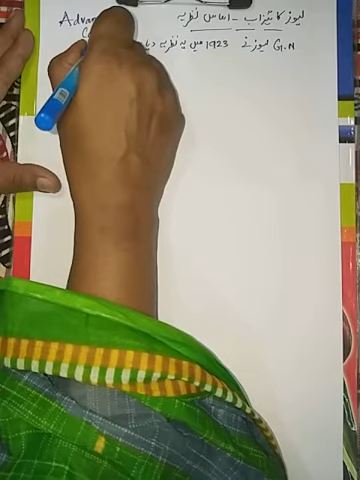 لیوز کا تیزاب - اساس نظریہ
G.N لیوز نے 1923 میں یہ نظریہ دیا